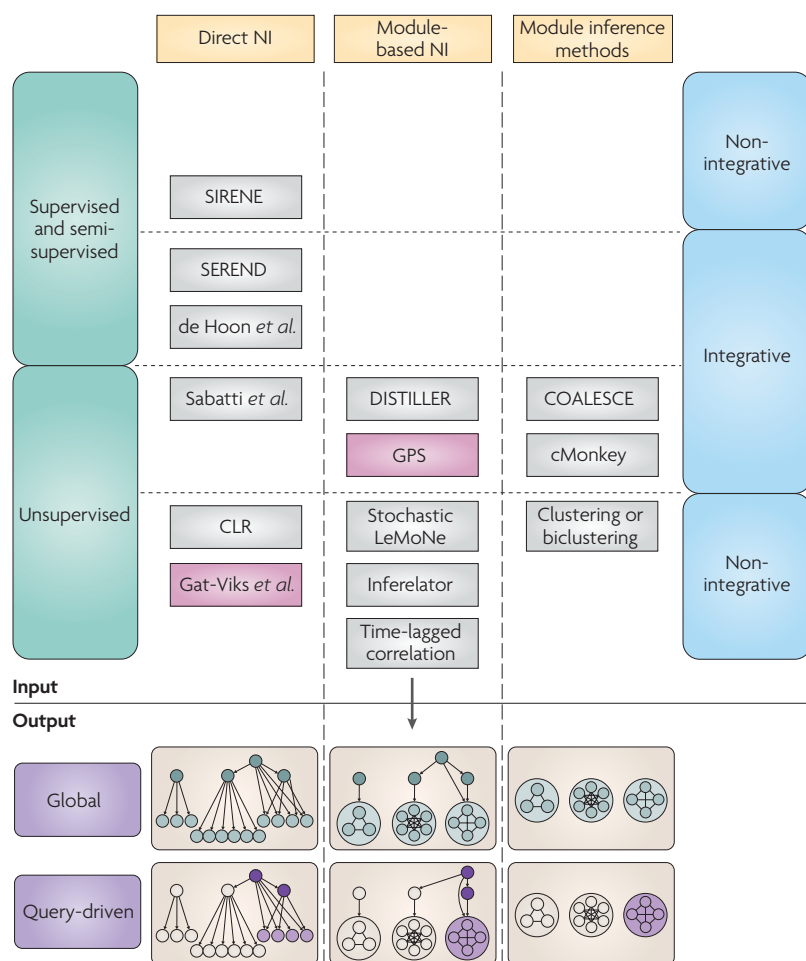 Direct NI
Module-
based NI
Module inference
methods
Non-
integrative
SIRENE
Supervised
and semi-
supervised
SEREND
de Hoon et al.
Integrative
Sabatti et al.
DISTILLER
COALESCE
GPS
cMonkey
Unsupervised
CLR
Stochastic
LeMoNe
Clustering or
biclustering
Non-
integrative
Gat-Viks et al.
Inferelator
Time-lagged
correlation
Input
Output
Global
Query-driven